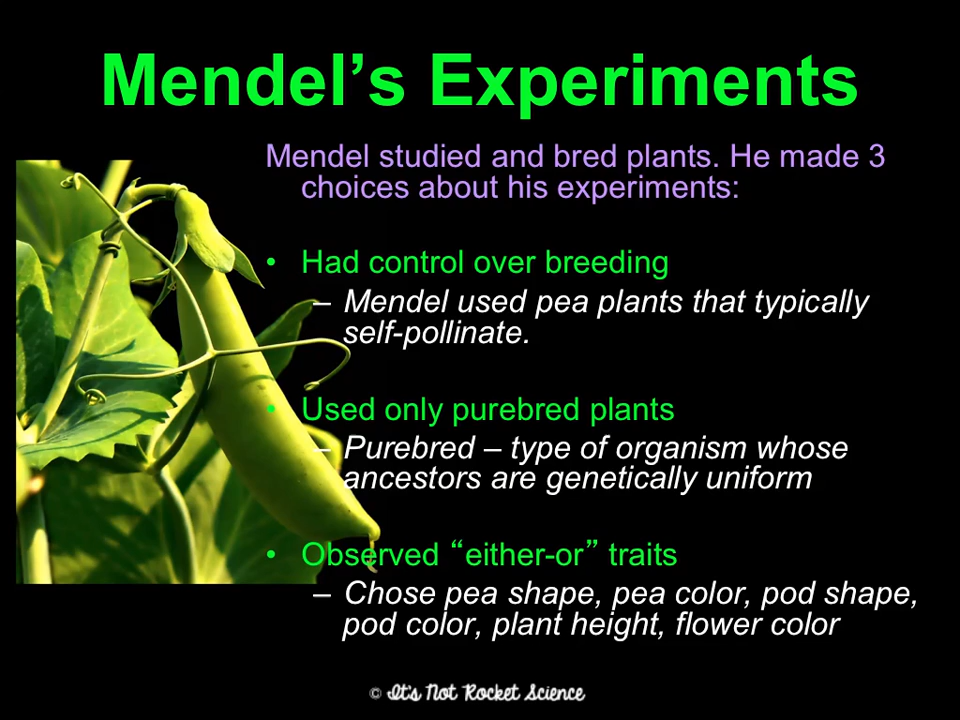 Mendel’s Experiments
Mendel studied and bred plants. He made 3
choices about his experiments:
• Had control over breeding
– Mendel used pea plants that typically
self-pollinate.
• Used only purebred plants
– Purebred – type of organism whose
ancestors are genetically uniform
• Observed “either-or” traits
– Chose pea shape, pea color, pod shape,
pod color, plant height, flower color
© It's Not Rocket Science